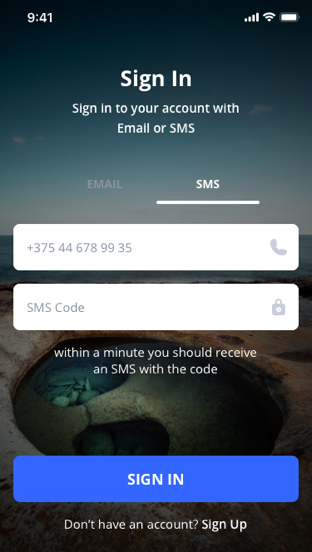 9:41
Sign In
Sign in to your account with
Email or SMS
EMAIL SMS
+375 44 678 99 35
SMS Code
within a minute you should receive
an SMS with the code
SIGN IN
Don't have an account? Sign Up